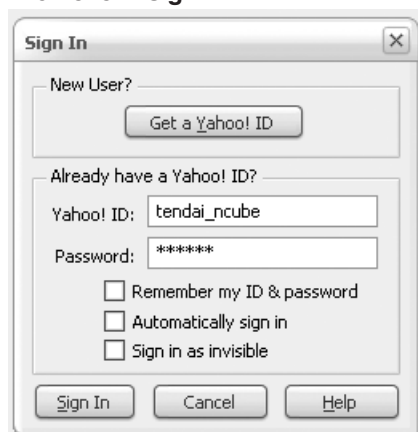 Sign In
New User?
Get a Yahoo! ID
Already have a Yahoo! ID?
Yahoo! ID: tendai_ncube
Password: ******
Remember my ID & password
Automatically sign in
Sign in as invisible
Sign In Cancel Help